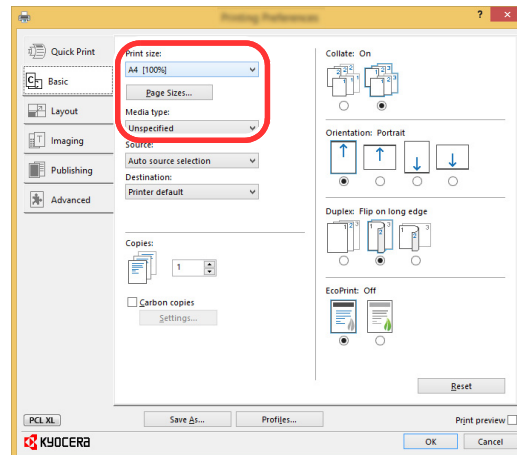 Printing Preferences
? x
Quick Print
Basic
Layout
Imaging
Publishing
Advanced
Print size:
A4 [100%]
Page Sizes...
Media type:
Unspecified
Source:
Auto source selection
Destination:
Printer default
Copies:
1
Carbon copies
Settings...
Collate: On
Orientation: Portrait
Duplex: Flip on long edge
EcoPrint: Off
Reset
PCL XL
Save As...
Profiles...
Print preview
KYOCERA
OK
Cancel